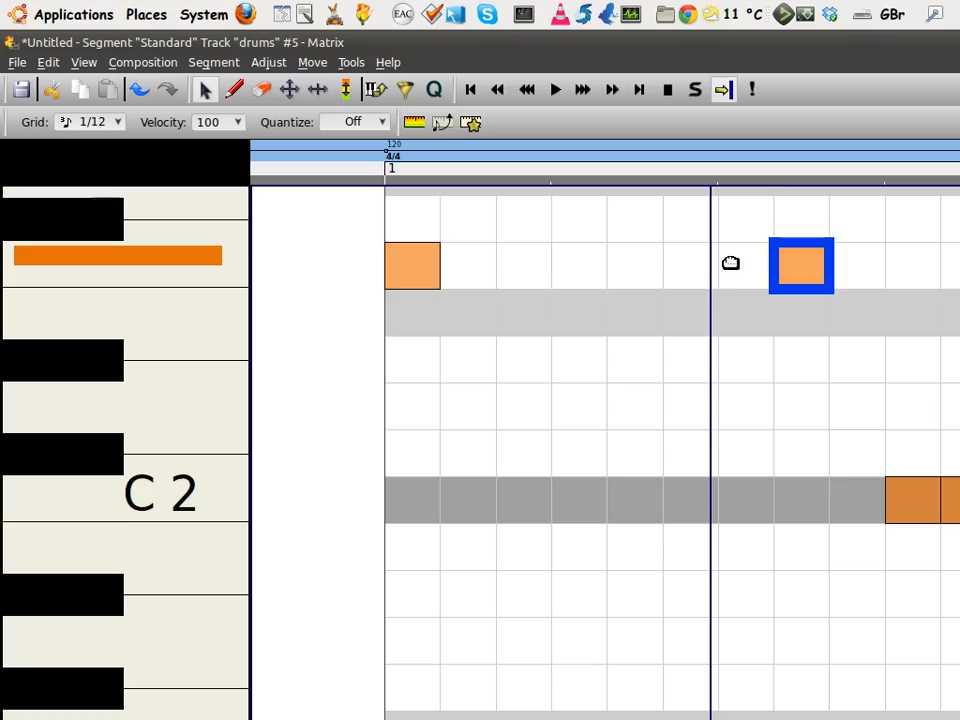 Applications Places System EAC 11 °C GBr
*Untitled - Segment "Standard" Track "drums" #5 - Matrix
File Edit View Composition Segment Adjust Move Tools Help
Q S !
Grid: 1/12 Velocity: 100 Quantize: Off
120
4/4
1
C 2